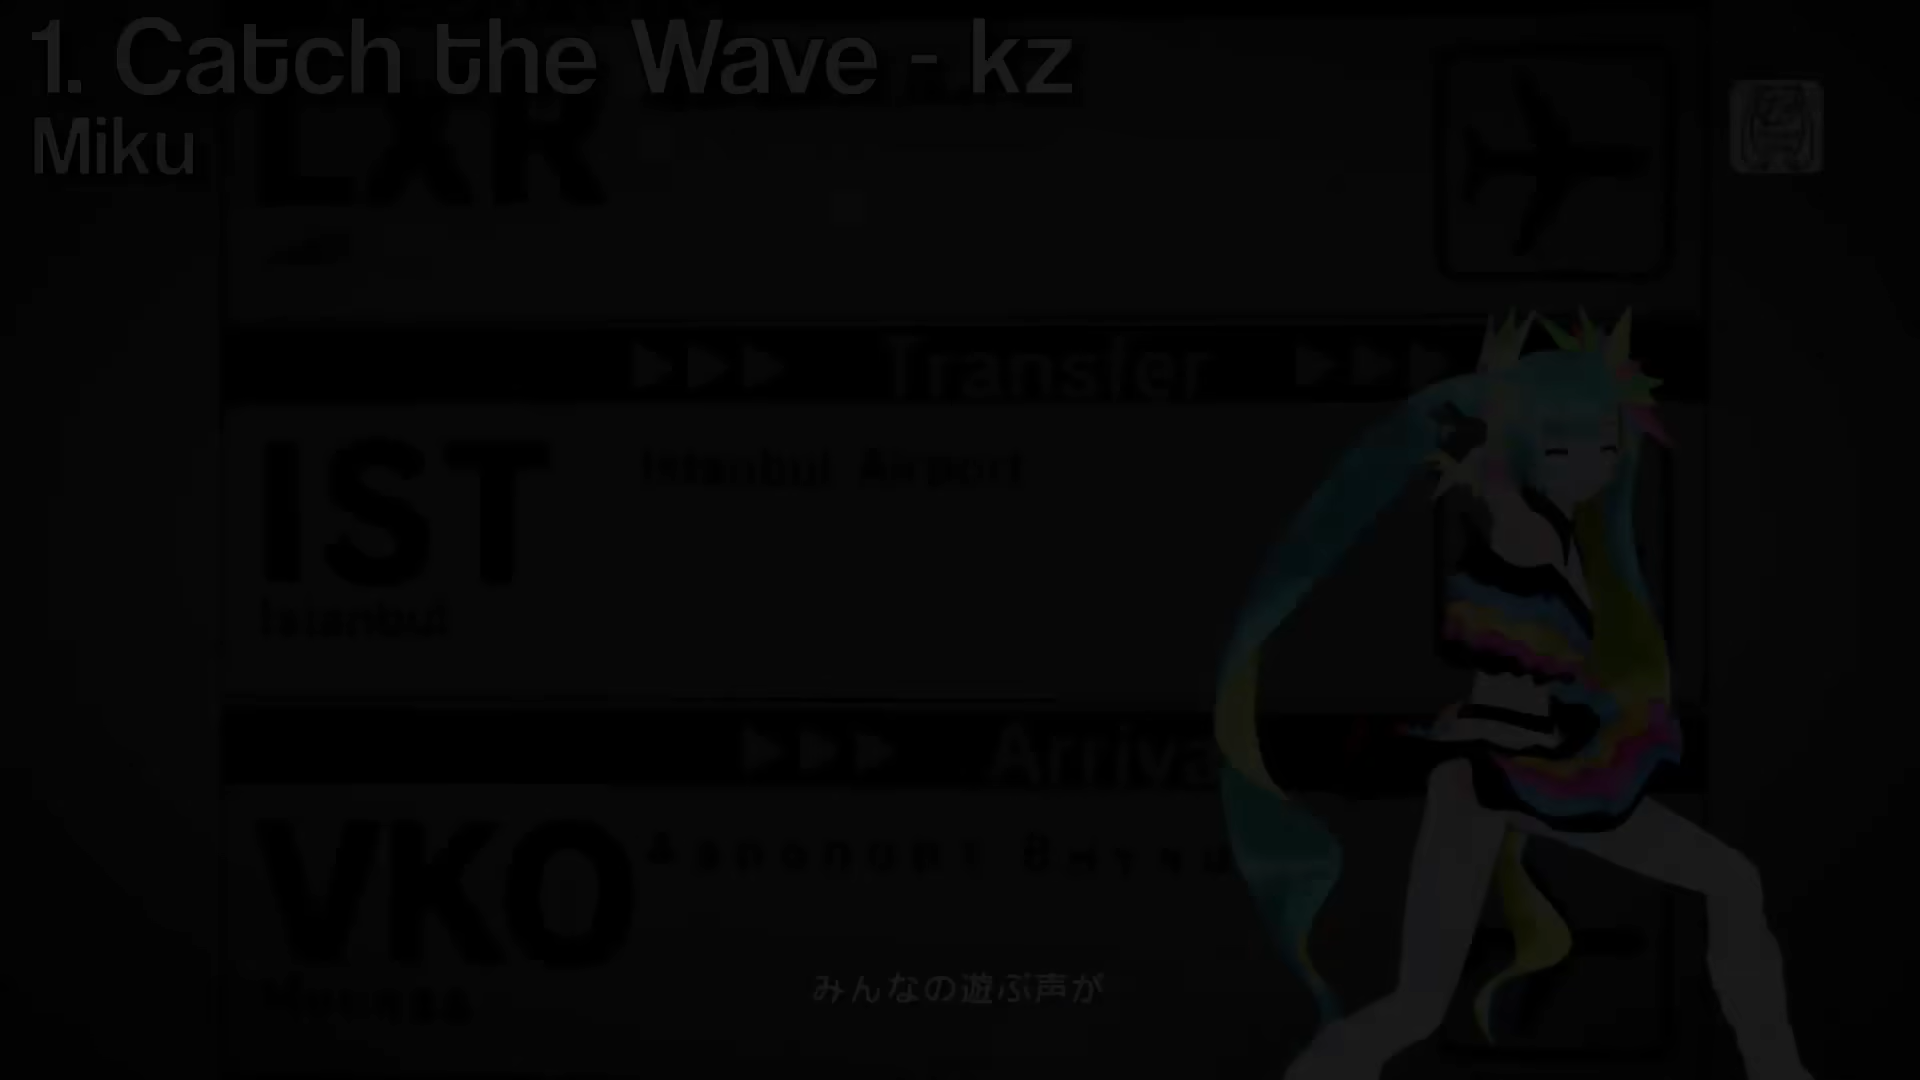 1. Catch the Wave - kz
Miku
LXR
Transfer
IST
Istanbul Airport
Istanbul
Arriva
VKO
みんなの遊ぶ声が